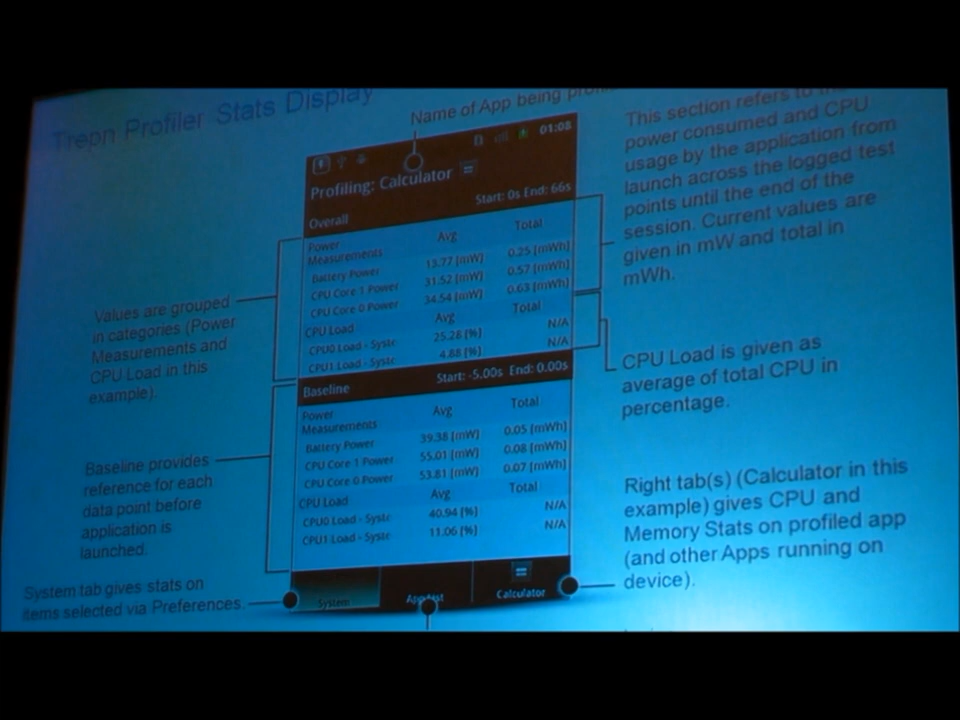 Trepn Profiler Stats Display
Name of App being
01:08
Profiling: Calculator
Overall Start: 0s End: 66s
Power Measurements Avg Total
Battery Power 13.77 [mW] 0.25 [mWh]
CPU Core 1 Power 31.52 [mW] 0.57 [mWh]
CPU Core 0 Power 34.54 [mW] 0.63 [mWh]
CPU Load Avg Total
CPU0 Load - Syste 25.28 [%] N/A
CPU1 Load - Syste 4.88 [%] N/A
Baseline Start: -5.00s End: 0.00s
Power Measurements Avg Total
Battery Power 39.38 [mW] 0.05 [mWh]
CPU Core 1 Power 55.01 [mW] 0.08 [mWh]
CPU Core 0 Power 53.81 [mW] 0.07 [mWh]
CPU Load Avg Total
CPU0 Load - Syste 40.94 [%] N/A
CPU1 Load - Syste 11.06 [%] N/A
System Calculator
Values are grouped
in categories (Power
Measurements and
CPU Load in this
example).
Baseline provides
reference for each
data point before
application is
launched.
System tab gives stats on
items selected via Preferences.
This section refers to
power consumed and CPU
usage by the application from
launch across the logged test
points until the end of the
session. Current values are
given in mW and total in
mWh.
CPU Load is given as
average of total CPU in
percentage.
Right tab(s) (Calculator in this
example) gives CPU and
Memory Stats on profiled app
(and other Apps running on
device).